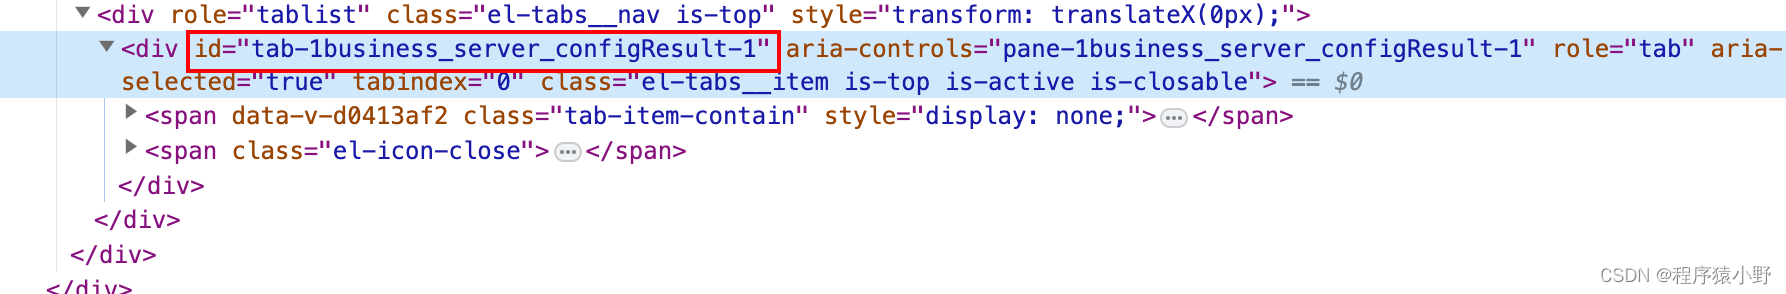 ▼<div role="tablist" class="el-tabs__nav is-top" style="transform: translateX(0px);">
▼<div id="tab-1business_server_configResult-1" aria-controls="pane-1business_server_configResult-1" role="tab" aria-
selected="true" tabindex="0" class="el-tabs__item is-top is-active is-closable"> == $0
▶<span data-v-d0413af2 class="tab-item-contain" style="display: none;">…</span>
▶<span class="el-icon-close">…</span>
</div>
</div>
</div>
</div>
CSDN @程序猿小野